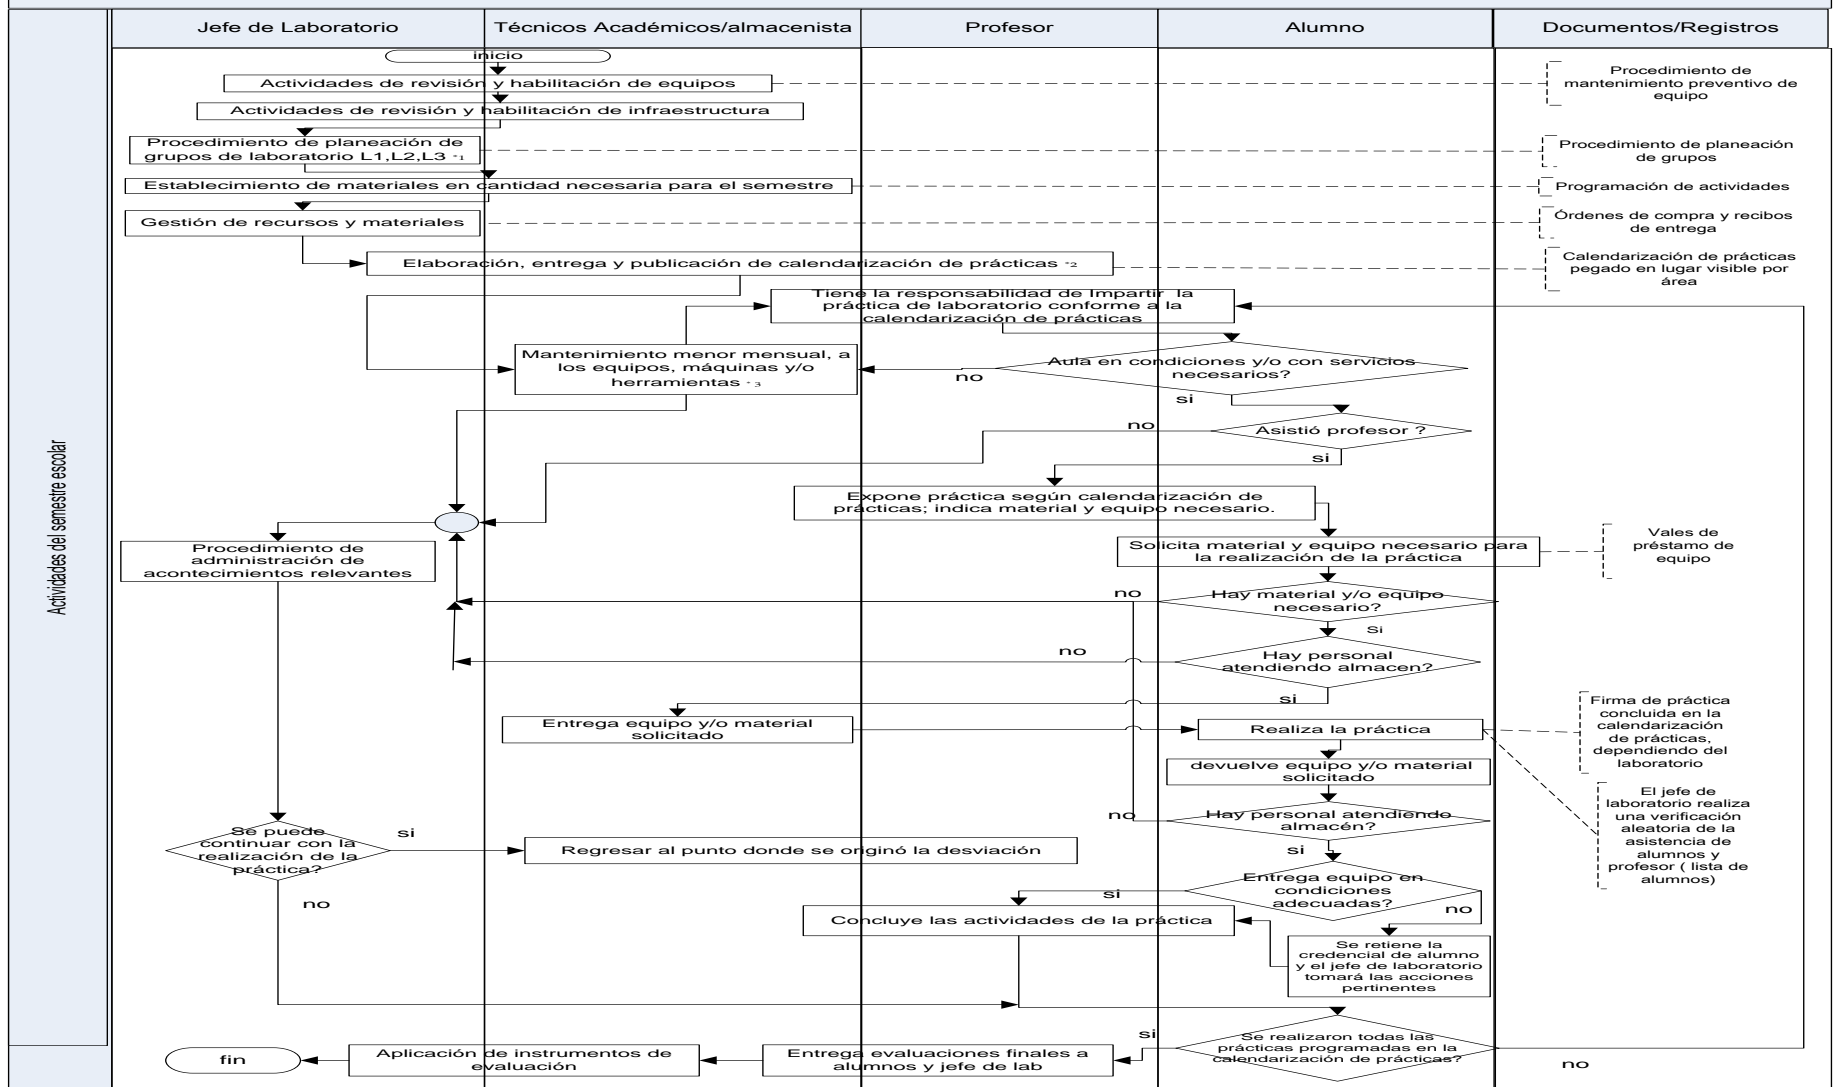 Jefe de Laboratorio
Técnicos Académicos/almacenista
Profesor
Alumno
Documentos/Registros
Actividades del semestre escolar
inicio
Actividades de revisión y habilitación de equipos
Procedimiento de
mantenimiento preventivo de
equipo
Actividades de revisión y habilitación de infraestructura
Procedimiento de planeación de
grupos de laboratorio L1,L2,L3 *1
Procedimiento de planeación
de grupos
Establecimiento de materiales en cantidad necesaria para el semestre
Programación de actividades
Gestión de recursos y materiales
Órdenes de compra y recibos
de entrega
Elaboración, entrega y publicación de calendarización de prácticas *2
Calendarización de prácticas
pegado en lugar visible por
área
Tiene la responsabilidad de Impartir la
práctica de laboratorio conforme a la
calendarización de prácticas
Mantenimiento menor mensual, a
los equipos, máquinas y/o
herramientas *3
Aula en condiciones y/o con servicios
necesarios?
no
si
Asistió profesor ?
no
si
Expone práctica según calendarización de
prácticas; indica material y equipo necesario.
Solicita material y equipo necesario para
la realización de la práctica
Vales de
préstamo de
equipo
Procedimiento de
administración de
acontecimientos relevantes
Hay material y/o equipo
necesario?
no
Si
Hay personal
atendiendo almacen?
no
si
Entrega equipo y/o material
solicitado
Realiza la práctica
Firma de práctica
concluida en la
calendarización
de prácticas,
dependiendo del
laboratorio
devuelve equipo y/o material
solicitado
El jefe de
laboratorio realiza
una verificación
aleatoria de la
asistencia de
alumnos y
profesor ( lista de
alumnos)
Hay personal atendiendo
almacén?
no
si
Se puede
continuar con la
realización de la
práctica?
si
no
Regresar al punto donde se originó la desviación
Entrega equipo en
condiciones
adecuadas?
si
no
Concluye las actividades de la práctica
Se retiene la
credencial de alumno
y el jefe de laboratorio
tomará las acciones
pertinentes
Se realizaron todas las
prácticas programadas en la
calendarización de prácticas?
si
no
Entrega evaluaciones finales a
alumnos y jefe de lab
Aplicación de instrumentos de
evaluación
fin